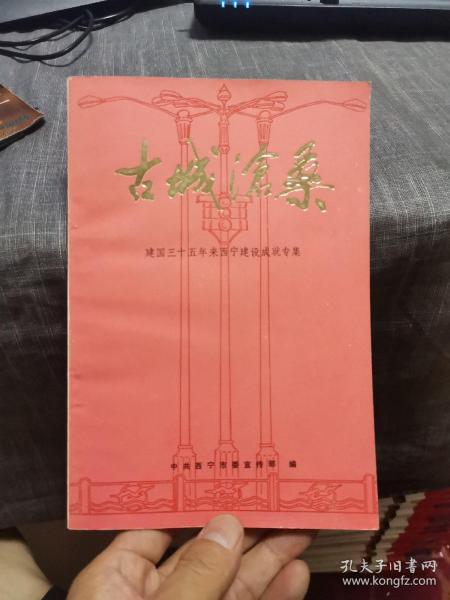 古城沧桑
建国三十五年来西宁建设成就专集
中共西宁市委宣传部 编
孔夫子旧书网
www.kongfz.com